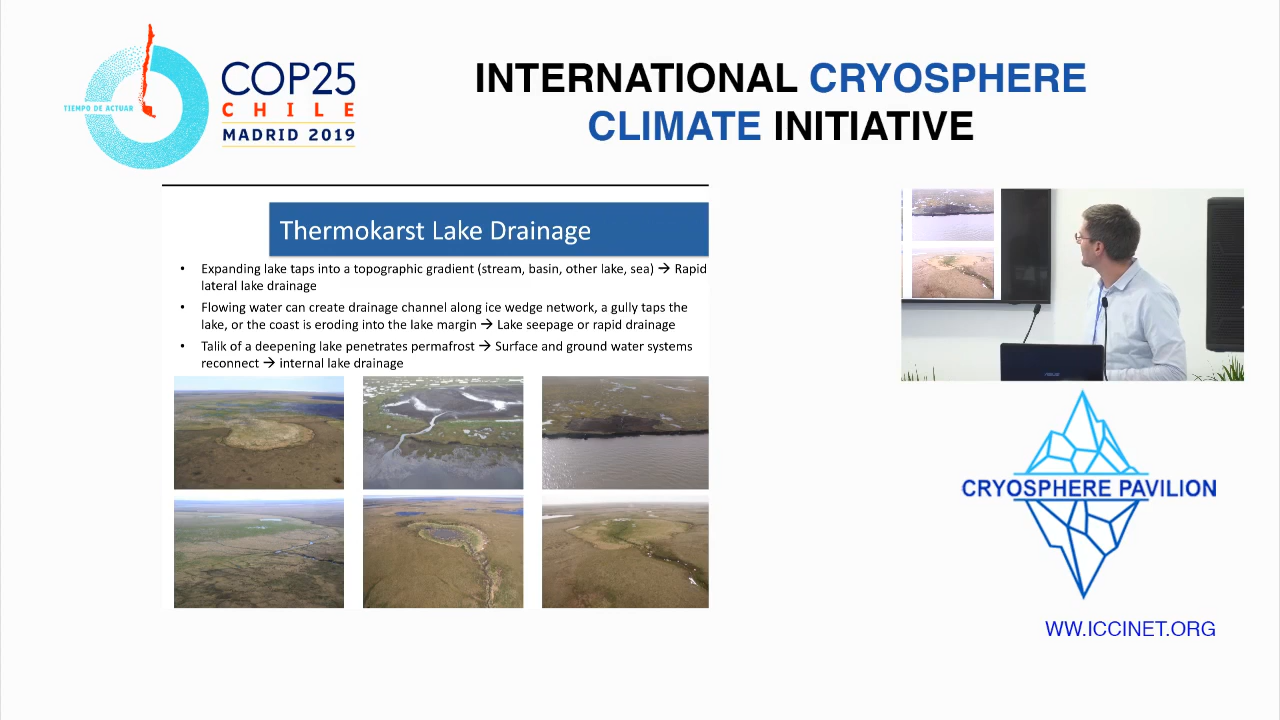 TIEMPO DE ACTUAR
COP25
CHILE
MADRID 2019
INTERNATIONAL CRYOSPHERE
CLIMATE INITIATIVE
Thermokarst Lake Drainage
• Expanding lake taps into a topographic gradient (stream, basin, other lake, sea) → Rapid
lateral lake drainage
• Flowing water can create drainage channel along ice wedge network, a gully taps the
lake, or the coast is eroding into the lake margin → Lake seepage or rapid drainage
• Talik of a deepening lake penetrates permafrost → Surface and ground water systems
reconnect → internal lake drainage
CRYOSPHERE PAVILION
WW.ICCINET.ORG